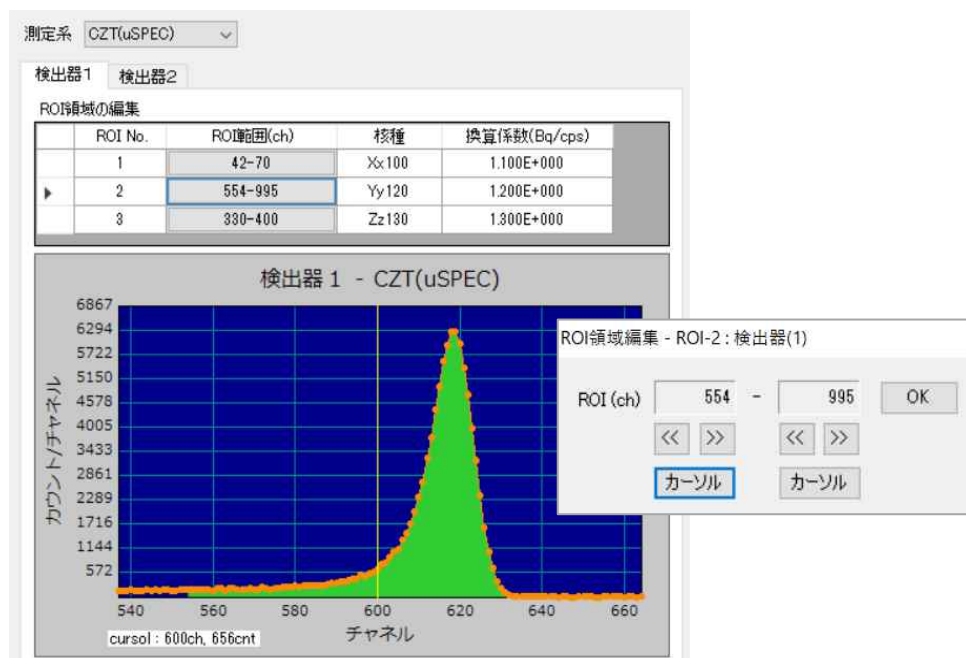 測定系 CZT(uSPEC)
検出器1 検出器2
ROI領域の編集
ROI No. ROI範囲(ch) 核種 換算係数(Bq/cps)
1 42-70 Xx100 1.100E+000
2 554-995 Yy120 1.200E+000
3 330-400 Zz130 1.300E+000
検出器 1 - CZT(uSPEC)
6867
6294
5722
5150
4578
4005
3433
2861
2289
1716
1144
572
カウント/チャネル
540 560 580 600 620 640 660
cursol : 600ch, 656cnt
チャネル
ROI領域編集 - ROI-2 : 検出器(1)
ROI (ch) 554 - 995 OK
<< >> << >>
カーソル カーソル